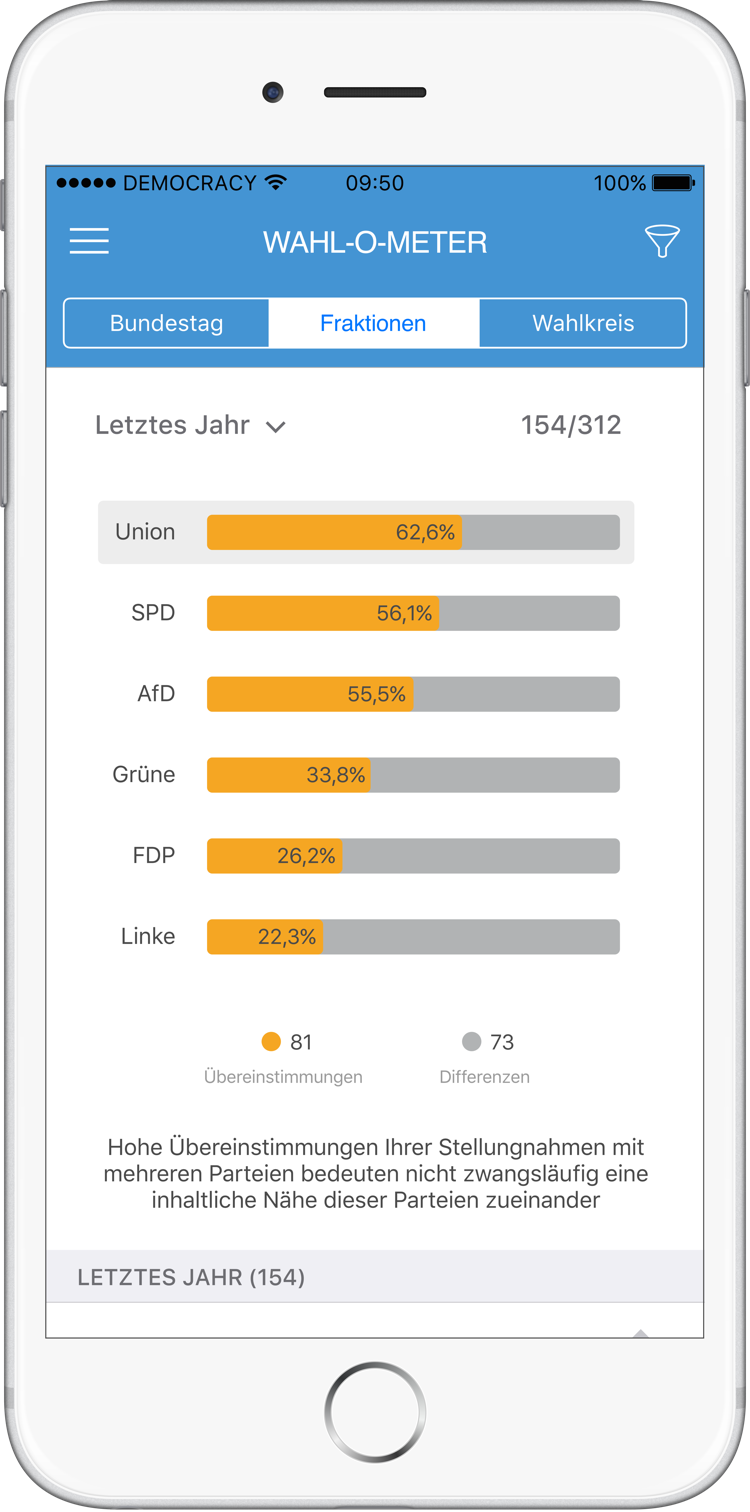 DEMOCRACY 09:50 100%
WAHL-O-METER
Bundestag Fraktionen Wahlkreis
Letztes Jahr 154/312
Union 62,6%
SPD 56,1%
AfD 55,5%
Grüne 33,8%
FDP 26,2%
Linke 22,3%
81 73
Übereinstimmungen Differenzen
Hohe Übereinstimmungen Ihrer Stellungnahmen mit
mehreren Parteien bedeuten nicht zwangsläufig eine
inhaltliche Nähe dieser Parteien zueinander
LETZTES JAHR (154)